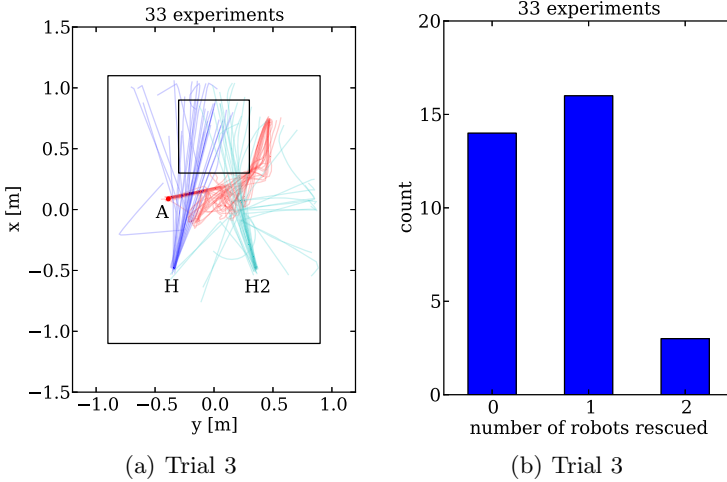 33 experiments
1.5
1.0
0.5
0.0
−0.5
−1.0
−1.5
x [m]
A
H
H2
−1.0 −0.5 0.0 0.5 1.0
y [m]
(a) Trial 3
33 experiments
20
15
10
5
0
count
0 1 2
number of robots rescued
(b) Trial 3